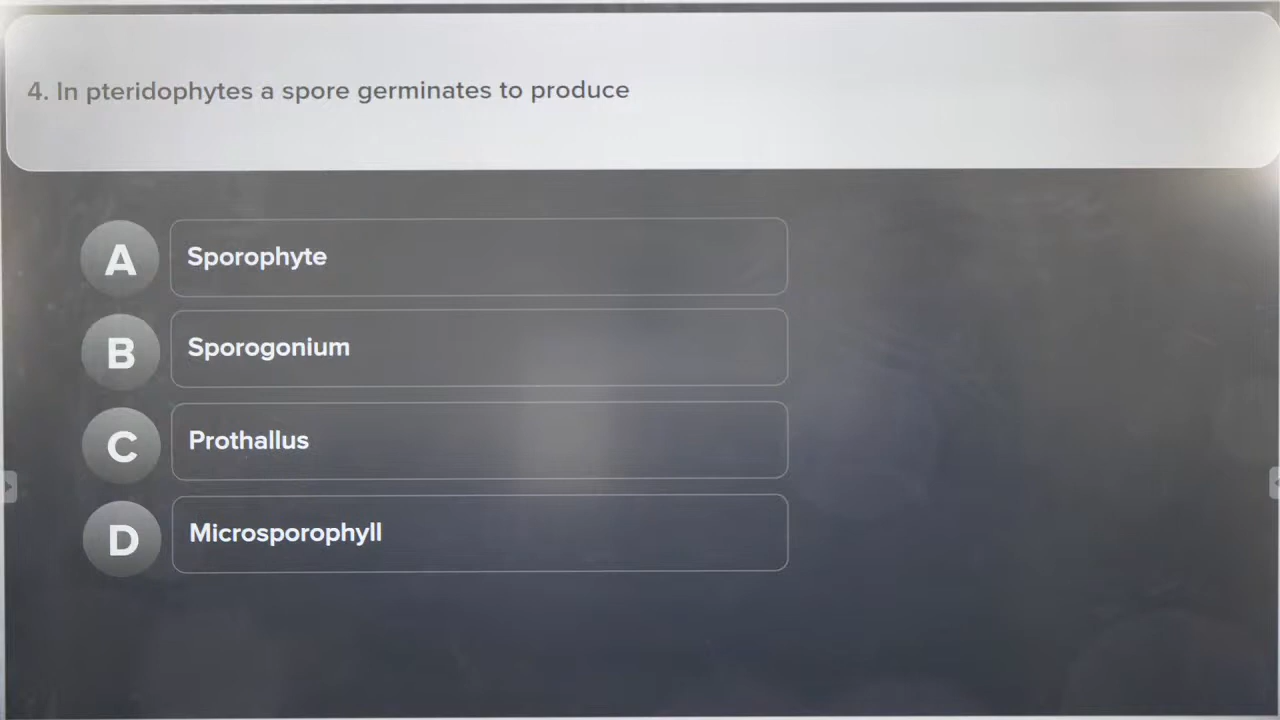 4. In pteridophytes a spore germinates to produce
A Sporophyte
B Sporogonium
C Prothallus
D Microsporophyll